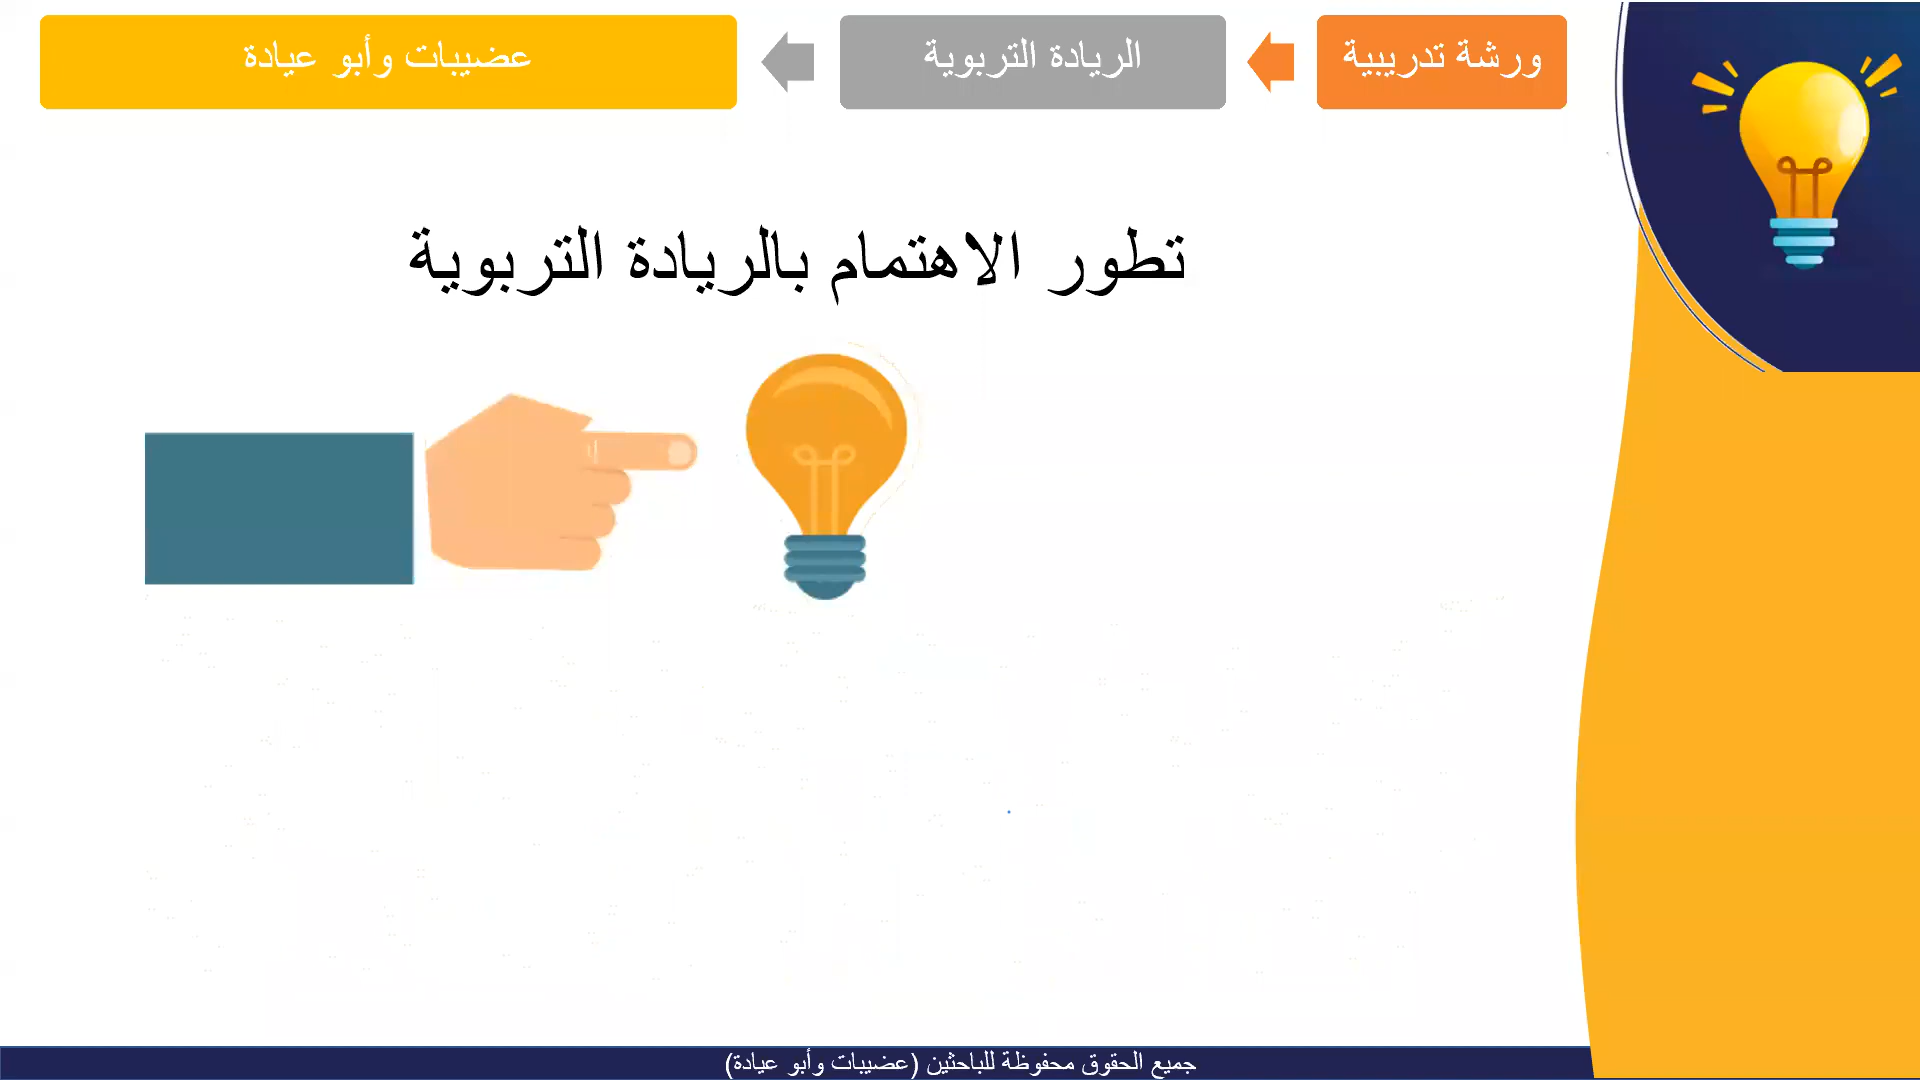 ورشة تدريبية
الريادة التربوية
عضيبات وأبو عيادة
تطور الاهتمام بالريادة التربوية
جميع الحقوق محفوظة للباحثين (عضيبات وأبو عيادة)